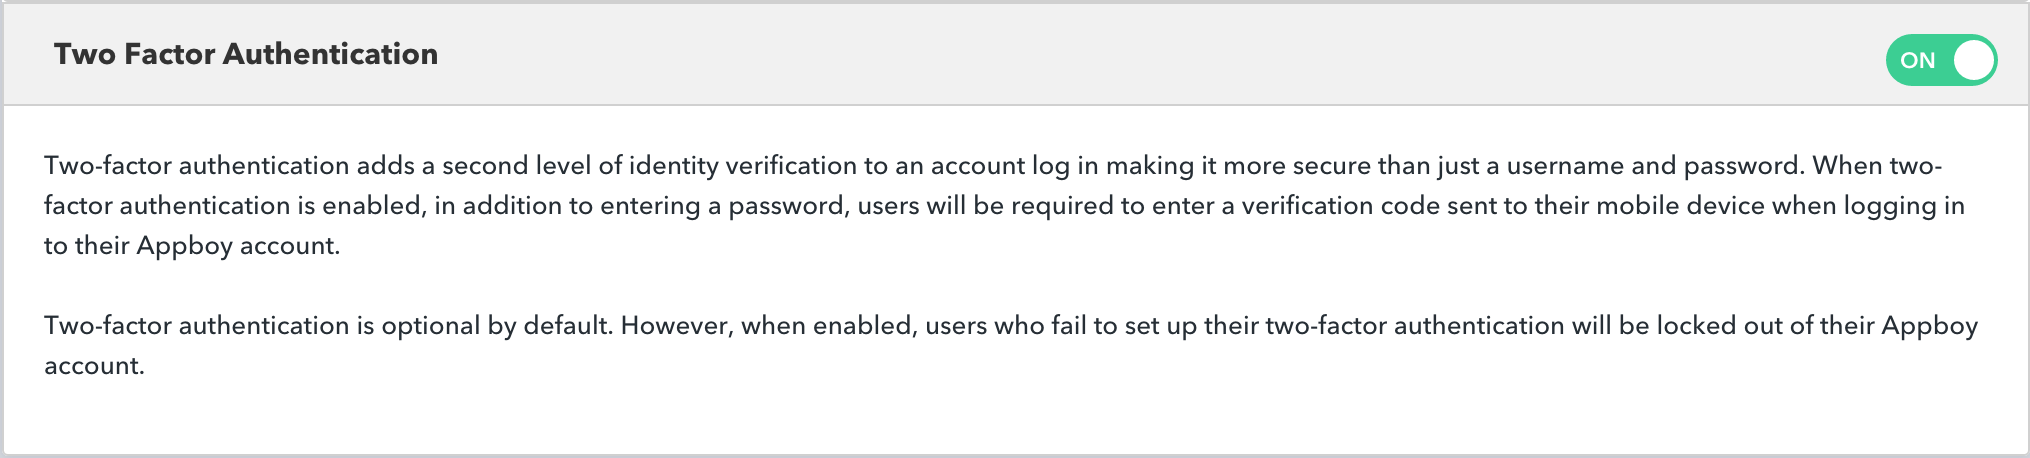 Two Factor Authentication
ON
Two-factor authentication adds a second level of identity verification to an account log in making it more secure than just a username and password. When two-
factor authentication is enabled, in addition to entering a password, users will be required to enter a verification code sent to their mobile device when logging in
to their Appboy account.
Two-factor authentication is optional by default. However, when enabled, users who fail to set up their two-factor authentication will be locked out of their Appboy
account.